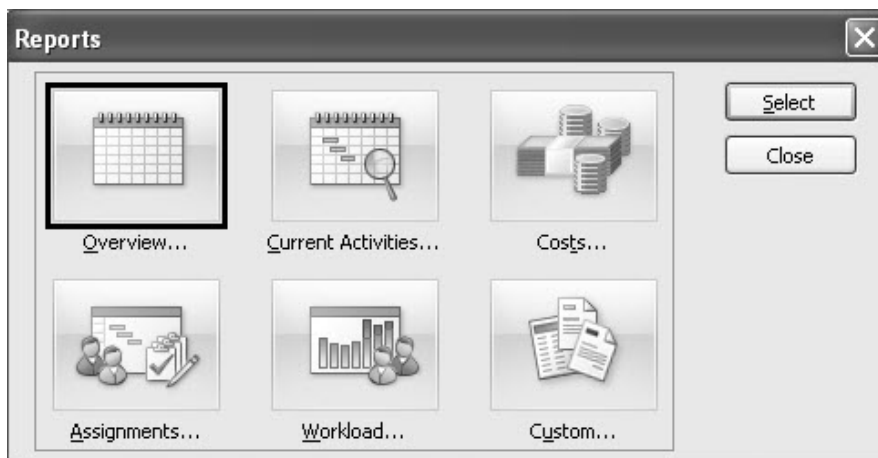 Reports
Select
Close
Overview...
Current Activities...
Costs...
Assignments...
Workload...
Custom...